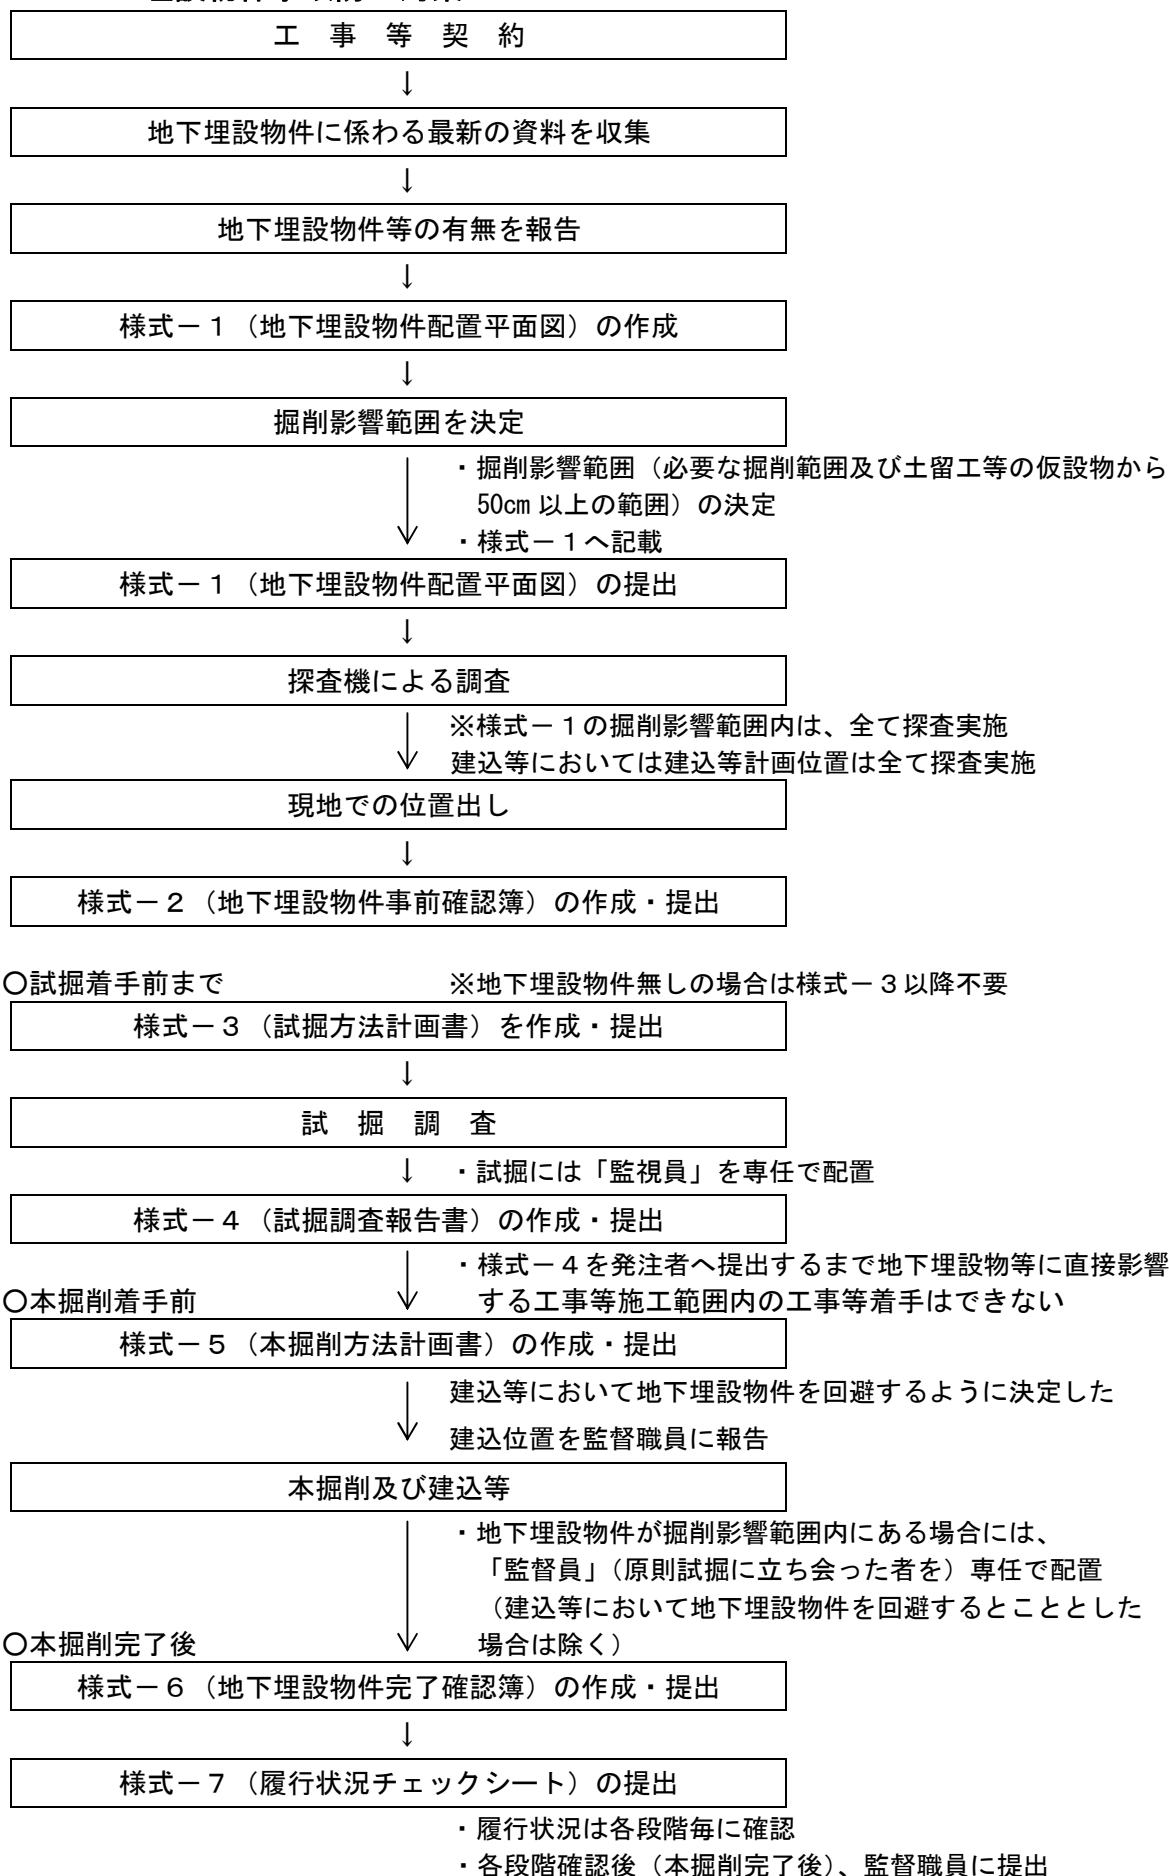 工　事　等　契　約
↓
地下埋設物件に係わる最新の資料を収集
↓
地下埋設物件等の有無を報告
↓
様式－１（地下埋設物件配置平面図）の作成
↓
掘削影響範囲を決定
・掘削影響範囲（必要な掘削範囲及び土留工等の仮設物から
50cm 以上の範囲）の決定
・様式－１へ記載
様式－１（地下埋設物件配置平面図）の提出
↓
探査機による調査
※様式－１の掘削影響範囲内は、全て探査実施
建込等においては建込等計画位置は全て探査実施
現地での位置出し
↓
様式－２（地下埋設物件事前確認簿）の作成・提出
○試掘着手前まで　※地下埋設物件無しの場合は様式－３以降不要
様式－３（試掘方法計画書）を作成・提出
↓
試　掘　調　査
↓　・試掘には「監視員」を専任で配置
様式－４（試掘調査報告書）の作成・提出
・様式－４を発注者へ提出するまで地下埋設物等に直接影響
○本掘削着手前　する工事等施工範囲内の工事等着手はできない
様式－５（本掘削方法計画書）の作成・提出
建込等において地下埋設物件を回避するように決定した
建込位置を監督職員に報告
本掘削及び建込等
・地下埋設物件が掘削影響範囲内にある場合には、
「監督員」（原則試掘に立ち会った者を）専任で配置
（建込等において地下埋設物件を回避するとこととした
○本掘削完了後　場合は除く）
様式－６（地下埋設物件完了確認簿）の作成・提出
↓
様式－７（履行状況チェックシート）の提出
・履行状況は各段階毎に確認
・各段階確認後（本掘削完了後）、監督職員に提出